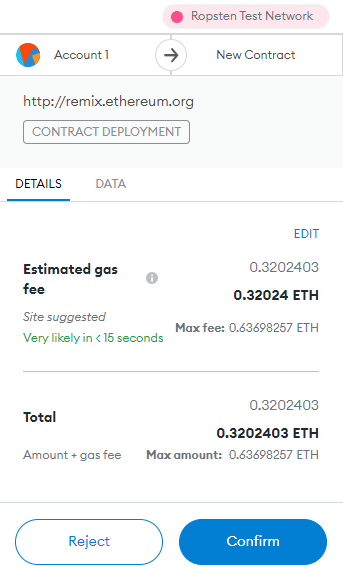 Ropsten Test Network
Account 1
New Contract
http://remix.ethereum.org
CONTRACT DEPLOYMENT
DETAILS
DATA
EDIT
Estimated gas fee
0.3202403
0.32024 ETH
Site suggested
Very likely in < 15 seconds
Max fee: 0.63698257 ETH
Total
0.3202403
0.3202403 ETH
Amount + gas fee
Max amount: 0.63698257 ETH
Reject
Confirm